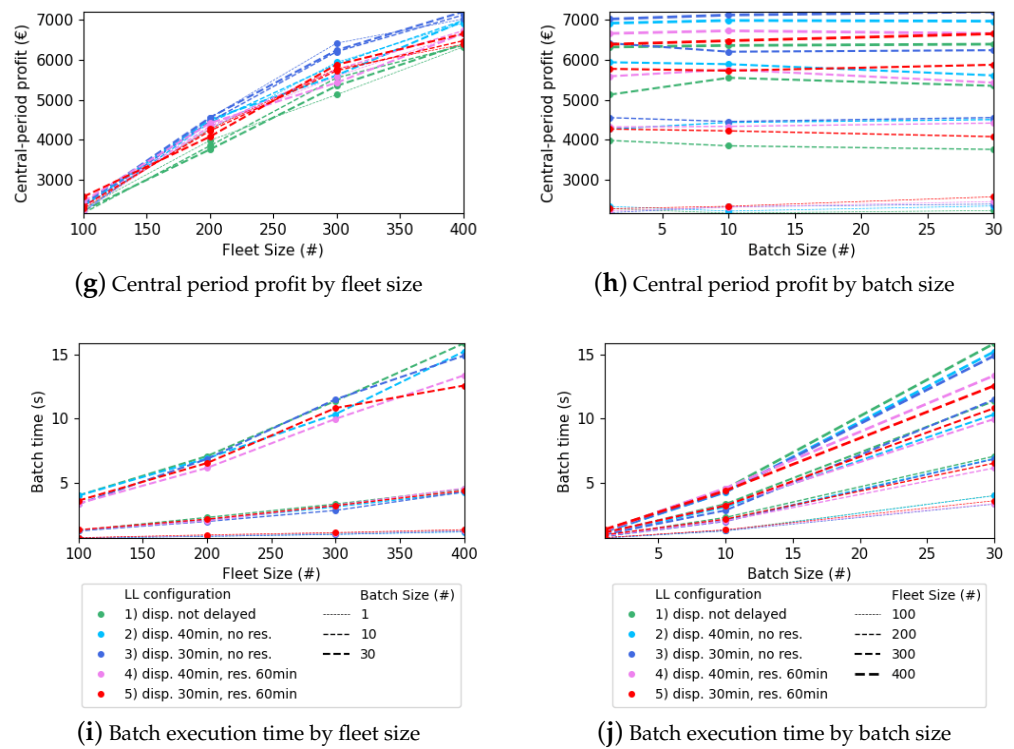 7000
6000
5000
4000
3000
Central-period profit (€)
100 150 200 250 300 350 400
Fleet Size (#)
(g) Central period profit by fleet size
7000
6000
5000
4000
3000
Central-period profit (€)
5 10 15 20 25 30
Batch Size (#)
(h) Central period profit by batch size
15
10
5
Batch time (s)
100 150 200 250 300 350 400
Fleet Size (#)
LL configuration
1) disp. not delayed
2) disp. 40min, no res.
3) disp. 30min, no res.
4) disp. 40min, res. 60min
5) disp. 30min, res. 60min
Batch Size (#)
1
10
30
(i) Batch execution time by fleet size
15
10
5
Batch time (s)
5 10 15 20 25 30
Batch Size (#)
LL configuration
1) disp. not delayed
2) disp. 40min, no res.
3) disp. 30min, no res.
4) disp. 40min, res. 60min
5) disp. 30min, res. 60min
Fleet Size (#)
100
200
300
400
(j) Batch execution time by batch size